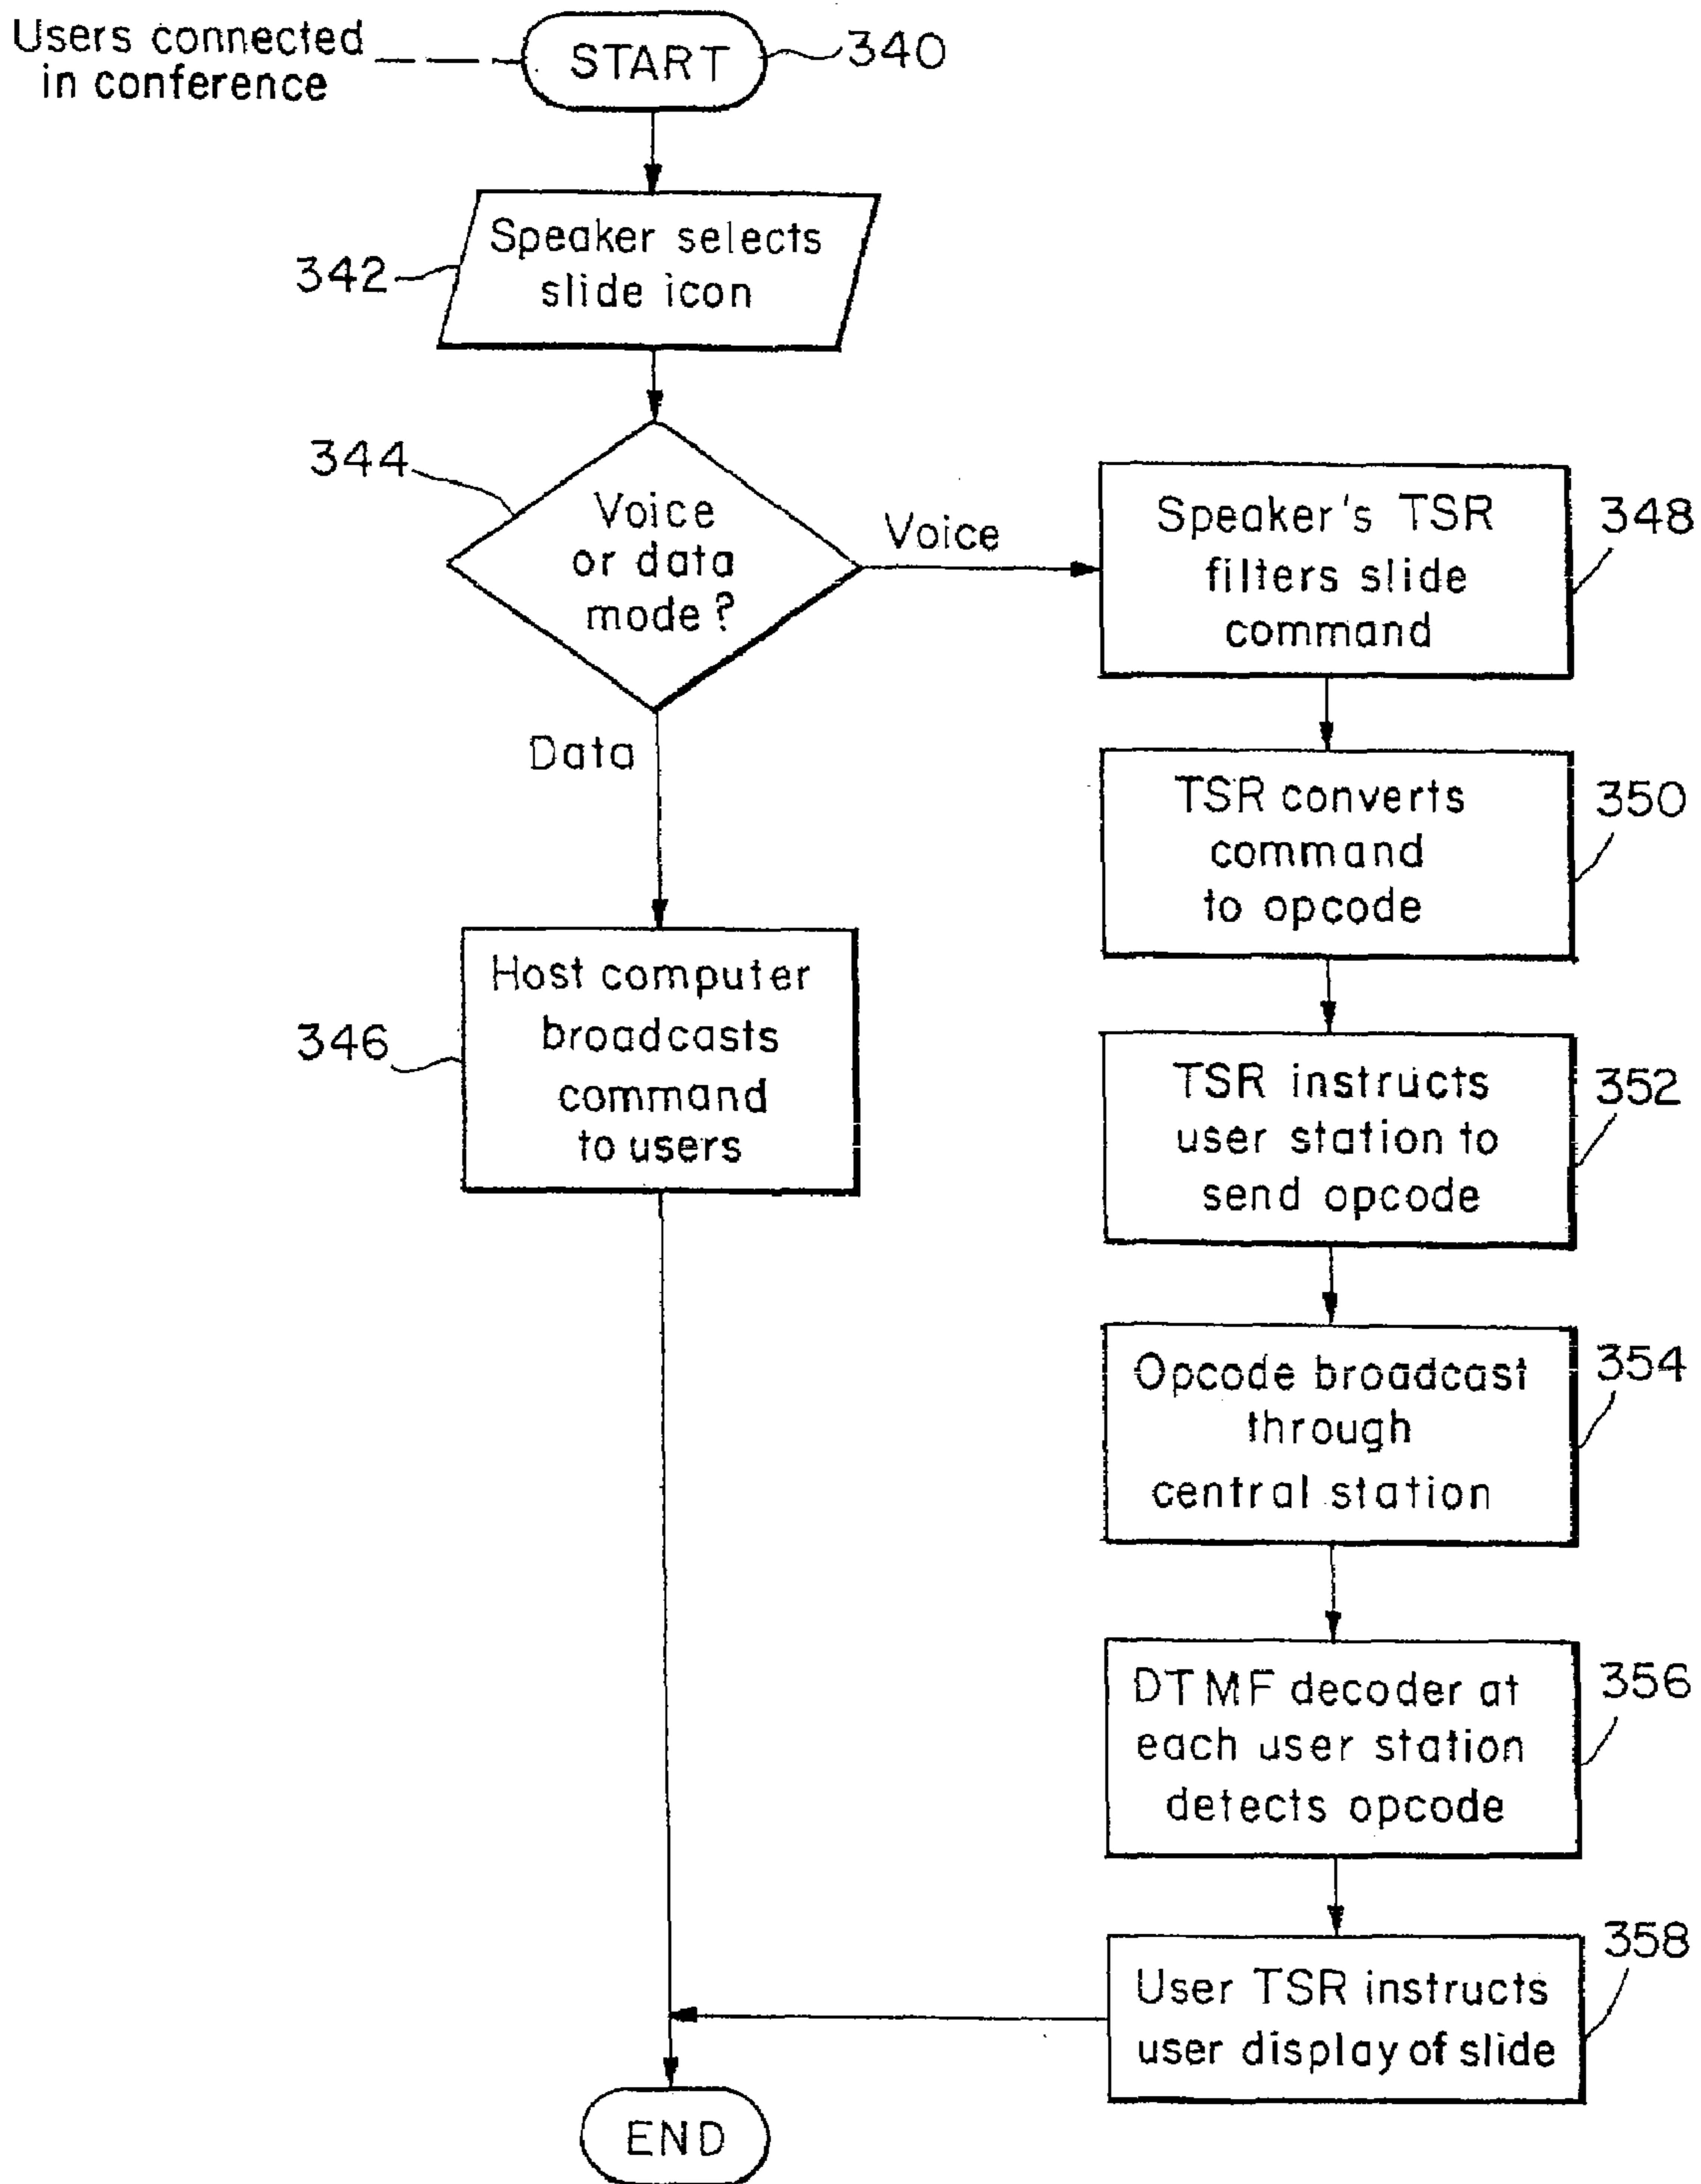 Users connected
in conference
START
340
Speaker selects
slide icon
342
344
Voice
or data
mode?
Voice
Data
Speaker's TSR
filters slide
command
348
TSR converts
command
to opcode
350
Host computer
broadcasts
command
to users
346
TSR instructs
user station to
send opcode
352
Opcode broadcast
through
central station
354
DTMF decoder at
each user station
detects opcode
356
User TSR instructs
user display of slide
358
END